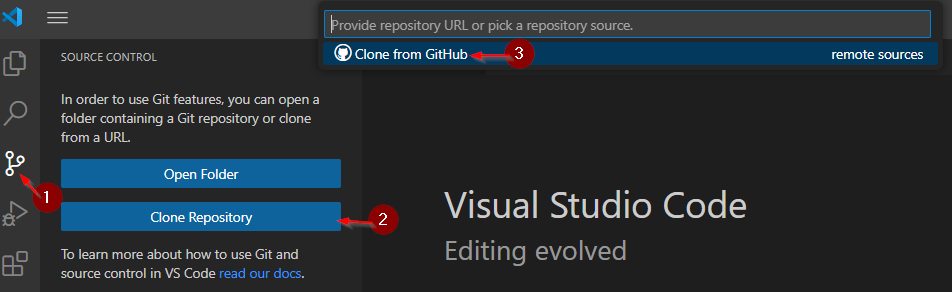 Provide repository URL or pick a repository source.
Clone from GitHub
3
remote sources
SOURCE CONTROL
In order to use Git features, you can open a
folder containing a Git repository or clone
from a URL.
Open Folder
1
Clone Repository
2
To learn more about how to use Git and
source control in VS Code read our docs.
Visual Studio Code
Editing evolved